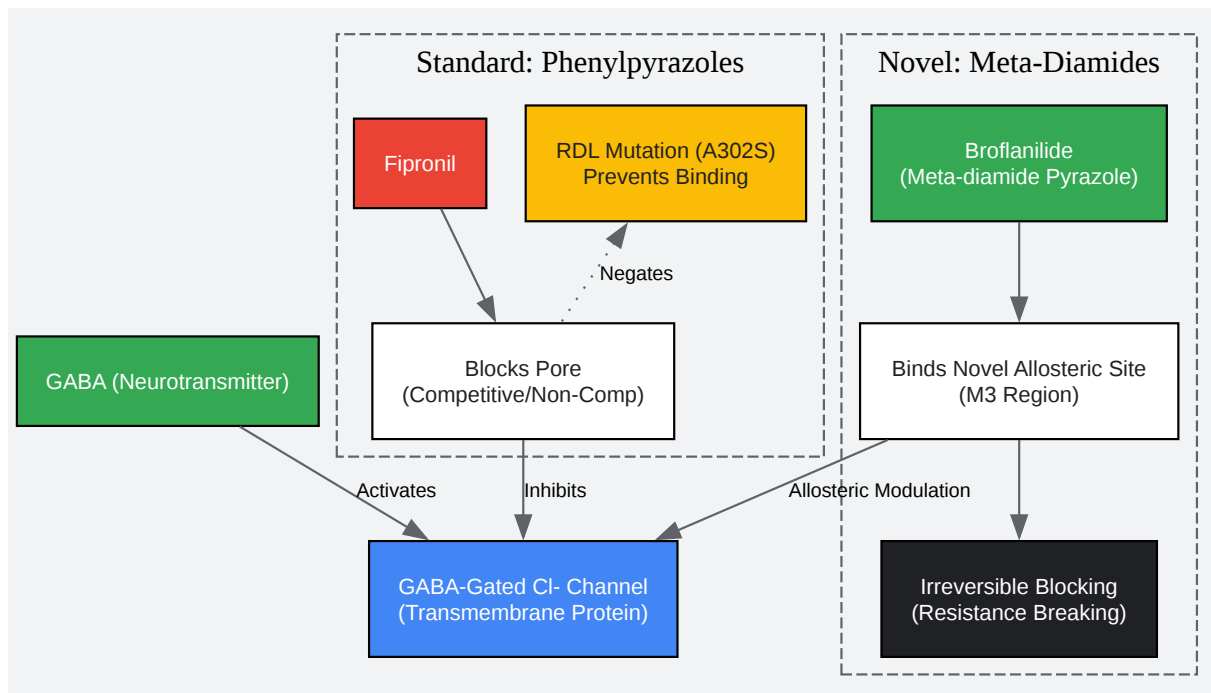 Standard: Phenylpyrazoles
Novel: Meta-Diamides
Fipronil
RDL Mutation (A302S)
Prevents Binding
Broflanilide
(Meta-diamide Pyrazole)
Negates
GABA (Neurotransmitter)
Blocks Pore
(Competitive/Non-Comp)
Binds Novel Allosteric Site
(M3 Region)
Activates
Inhibits
Allosteric Modulation
GABA-Gated Cl- Channel
(Transmembrane Protein)
Irreversible Blocking
(Resistance Breaking)